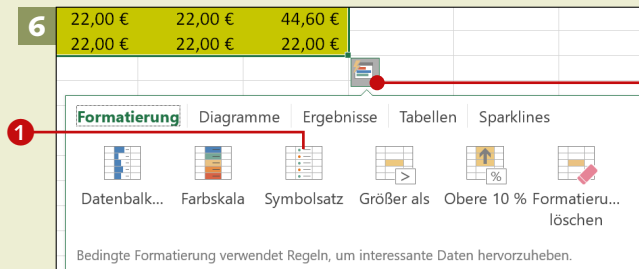 6
22,00 € 22,00 € 44,60 €
22,00 € 22,00 € 22,00 €
Formatierung Diagramme Ergebnisse Tabellen Sparklines
1
> %
Datenbalk... Farbskala Symbolsatz Größer als Obere 10 % Formatieru...
löschen
Bedingte Formatierung verwendet Regeln, um interessante Daten hervorzuheben.